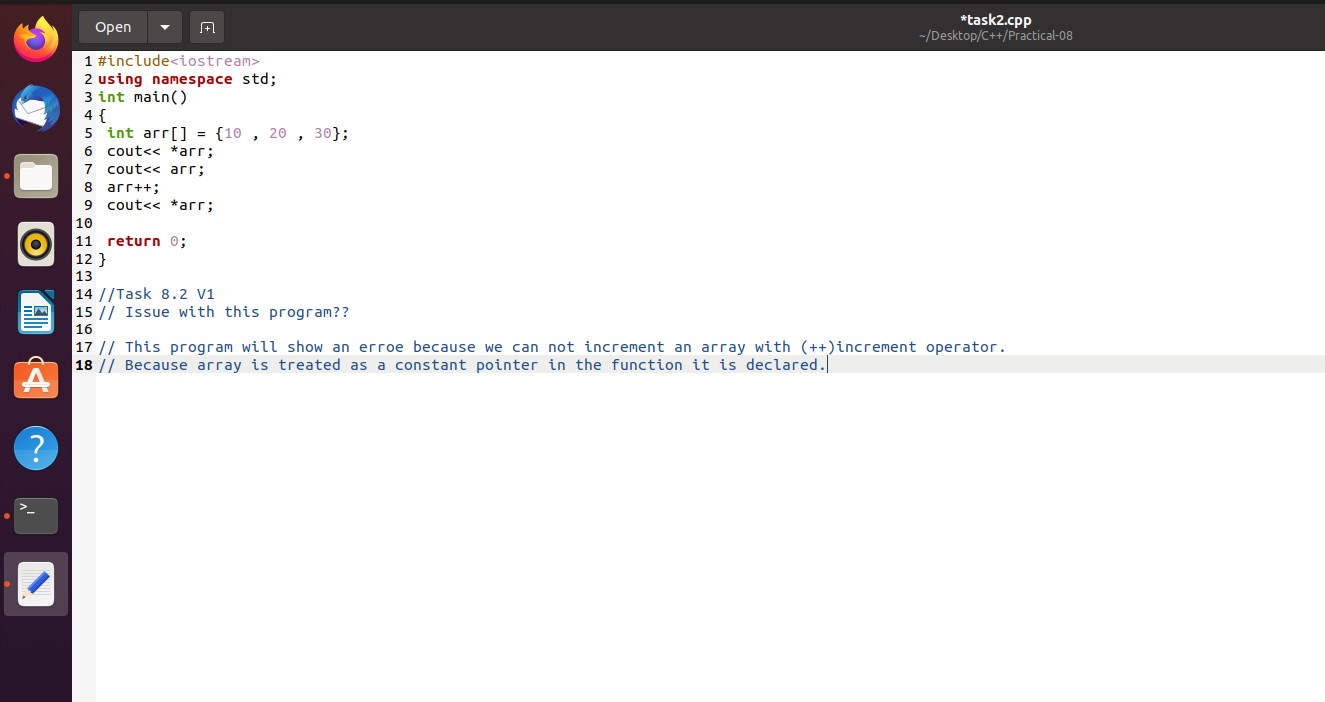 Open
*task2.cpp
~/Desktop/C++/Practical-08
1 #include<iostream>
2 using namespace std;
3 int main()
4 {
5  int arr[] = {10 , 20 , 30};
6  cout<< *arr;
7  cout<< arr;
8  arr++;
9  cout<< *arr;
10
11  return 0;
12 }
13
14 //Task 8.2 V1
15 // Issue with this program??
16
17 // This program will show an erroe because we can not increment an array with (++)increment operator.
18 // Because array is treated as a constant pointer in the function it is declared.